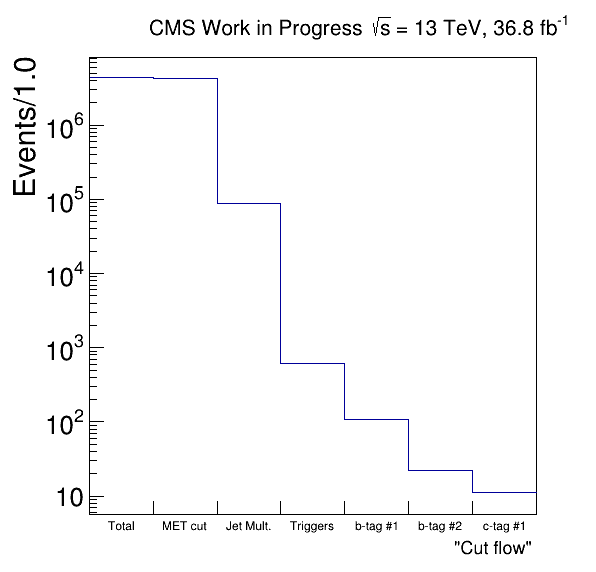 CMS Work in Progress √s = 13 TeV, 36.8 fb⁻¹
Events/1.0
10⁶
10⁵
10⁴
10³
10²
10
Total MET cut Jet Mult. Triggers b-tag #1 b-tag #2 c-tag #1
"Cut flow"